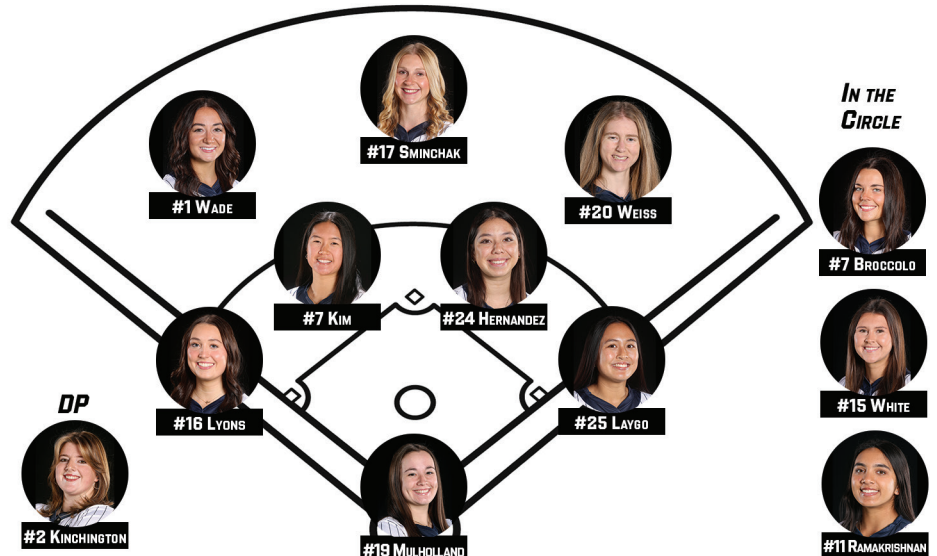 #17 Sminchak
#1 Wade
#20 Weiss
In the
Circle
#7 Broccolo
#7 Kim
#24 Hernandez
#16 Lyons
#25 Laygo
#15 White
DP
#2 Kinchington
#19 Mulholland
#11 Ramakrishnan